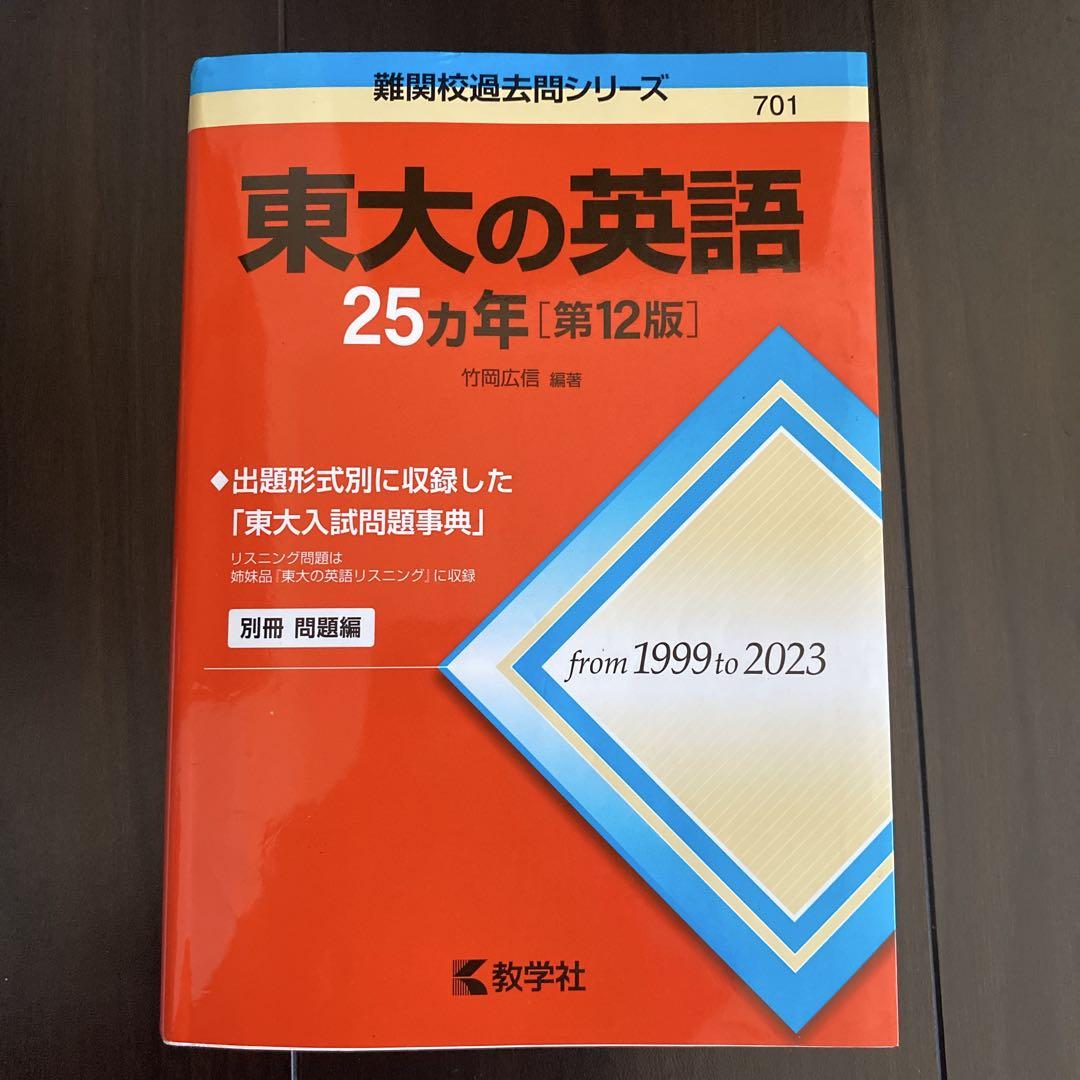 難関校過去問シリーズ
701
東大の英語
25カ年［第12版］
竹岡広信 編著
◆出題形式別に収録した
「東大入試問題事典」
リスニング問題は
姉妹品『東大の英語リスニング』に収録
別冊 問題編
from 1999 to 2023
教学社